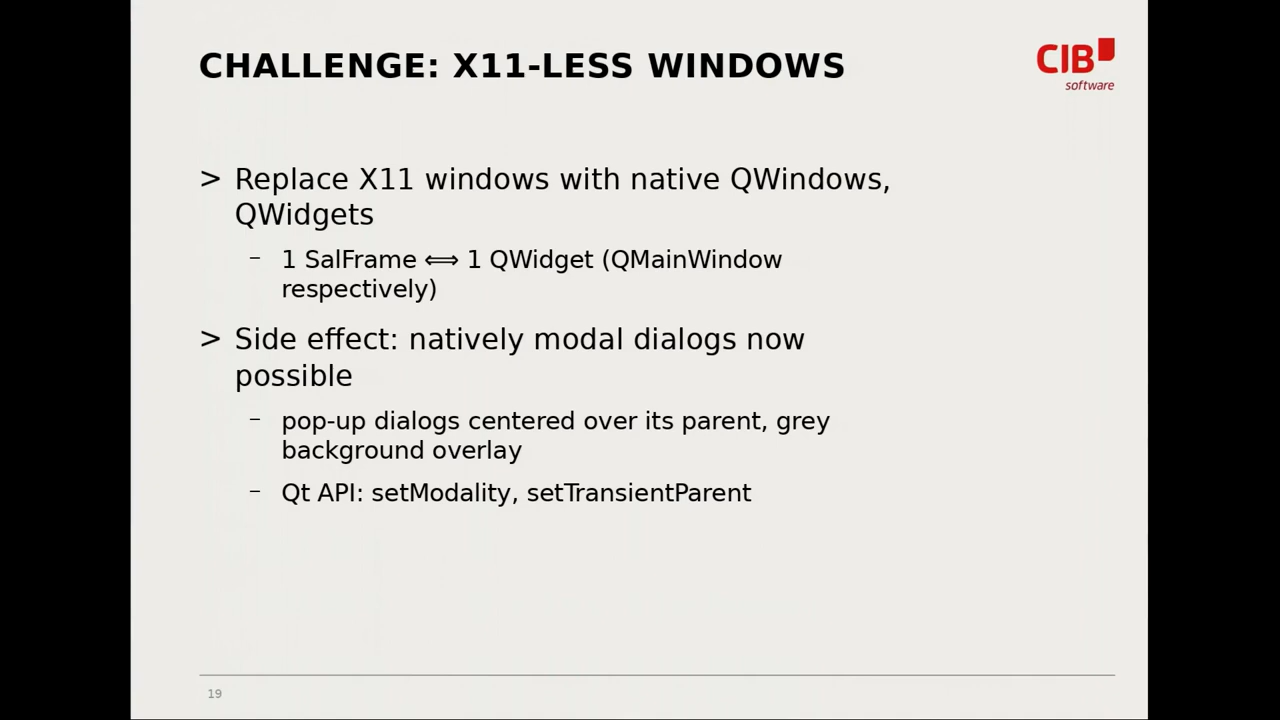 CHALLENGE: X11-LESS WINDOWS
CIB
software
> Replace X11 windows with native QWindows,
QWidgets
– 1 SalFrame ⟺ 1 QWidget (QMainWindow
respectively)
> Side effect: natively modal dialogs now
possible
– pop-up dialogs centered over its parent, grey
background overlay
– Qt API: setModality, setTransientParent
19